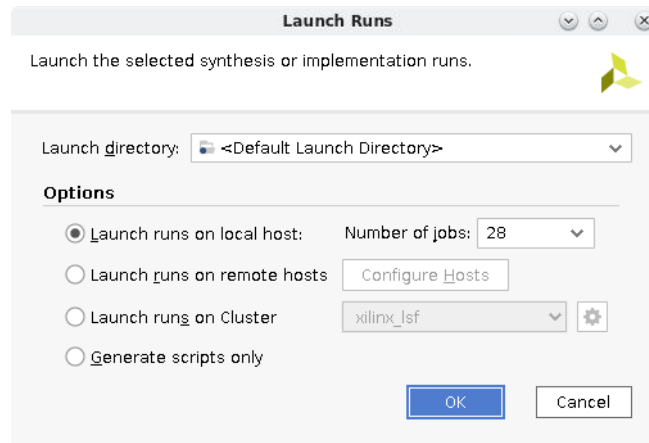 Launch Runs
Launch the selected synthesis or implementation runs.
Launch directory: <Default Launch Directory>
Options
Launch runs on local host: Number of jobs: 28
Launch runs on remote hosts Configure Hosts
Launch runs on Cluster xilinx_lsf
Generate scripts only
OK Cancel